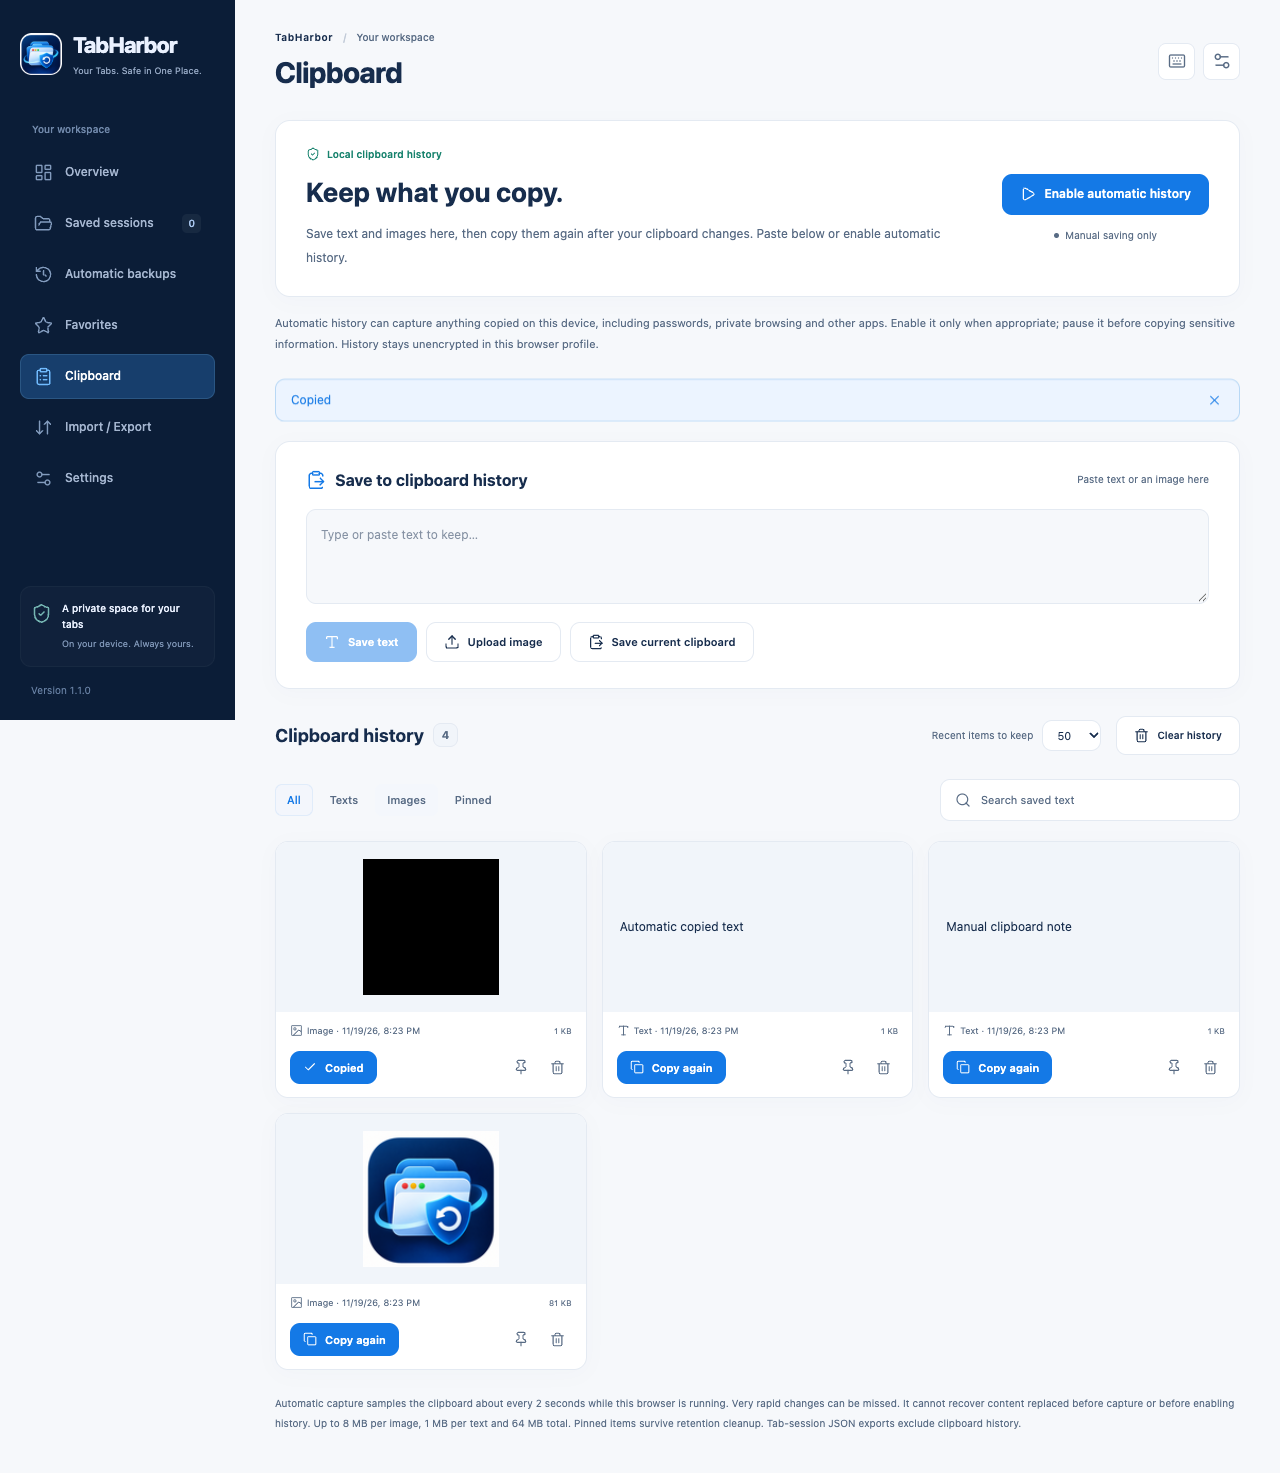 TabHarbor
Your Tabs. Safe in One Place.
Your workspace
Overview
Saved sessions 0
Automatic backups
Favorites
Clipboard
Import / Export
Settings
A private space for your
tabs
On your device. Always yours.
Version 1.1.0
TabHarbor / Your workspace
Clipboard
Local clipboard history
Keep what you copy.
Save text and images here, then copy them again after your clipboard changes. Paste below or enable automatic
history.
Enable automatic history
Manual saving only
Automatic history can capture anything copied on this device, including passwords, private browsing and other apps. Enable it only when appropriate; pause it before copying sensitive
information. History stays unencrypted in this browser profile.
Copied
Save to clipboard history
Paste text or an image here
Type or paste text to keep...
Save text
Upload image
Save current clipboard
Clipboard history 4
Recent items to keep 50
Clear history
All Texts Images Pinned
Search saved text
Image · 11/19/26, 8:23 PM 1 KB
Copied
Automatic copied text
Text · 11/19/26, 8:23 PM 1 KB
Copy again
Manual clipboard note
Text · 11/19/26, 8:23 PM 1 KB
Copy again
Image · 11/19/26, 8:23 PM 81 KB
Copy again
Automatic capture samples the clipboard about every 2 seconds while this browser is running. Very rapid changes can be missed. It cannot recover content replaced before capture or before enabling
history. Up to 8 MB per image, 1 MB per text and 64 MB total. Pinned items survive retention cleanup. Tab-session JSON exports exclude clipboard history.